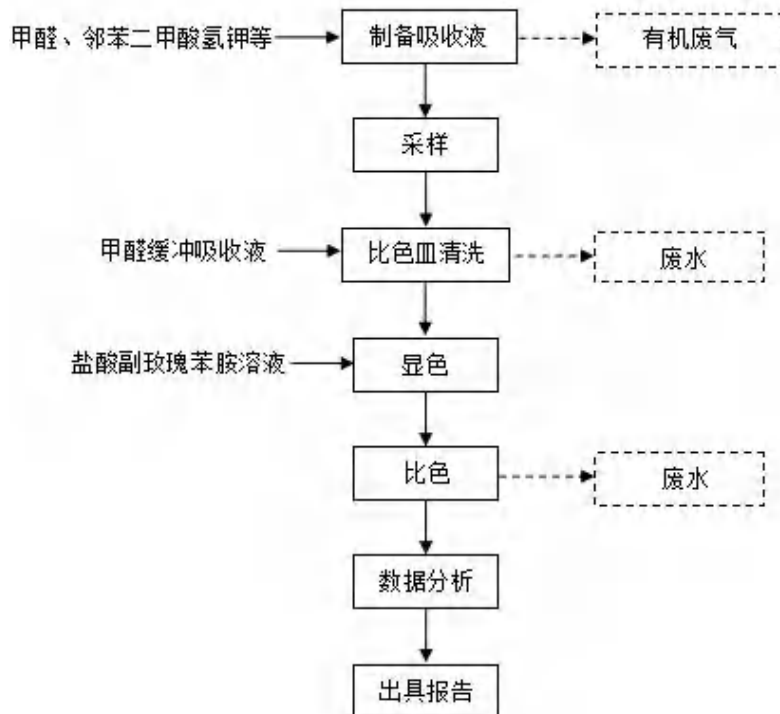 甲醛、邻苯二甲酸氢钾等
制备吸收液
有机废气
采样
甲醛缓冲吸收液
比色皿清洗
废水
盐酸副玫瑰苯胺溶液
显色
比色
废水
数据分析
出具报告